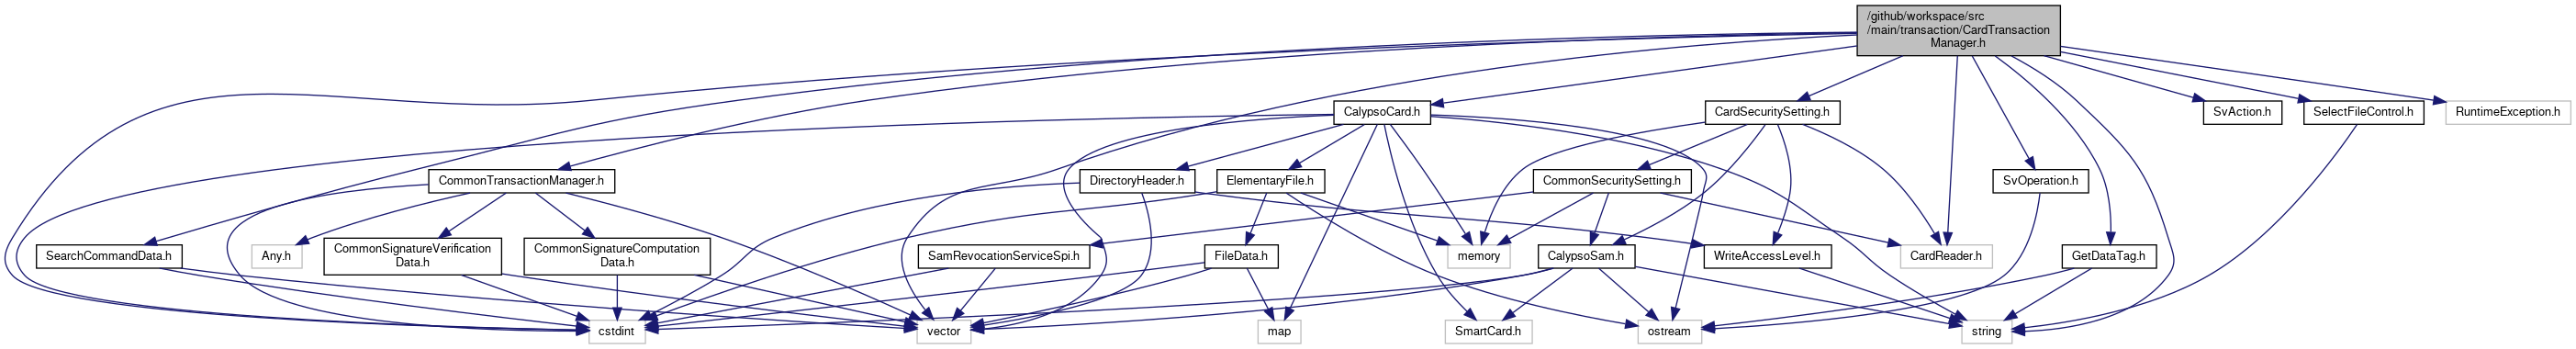 /github/workspace/src
/main/transaction/CardTransaction
Manager.h
CalypsoCard.h
CardSecuritySetting.h
SvAction.h
SelectFileControl.h
RuntimeException.h
CommonTransactionManager.h
DirectoryHeader.h
ElementaryFile.h
CommonSecuritySetting.h
SvOperation.h
SearchCommandData.h
Any.h
CommonSignatureVerification
Data.h
CommonSignatureComputation
Data.h
SamRevocationServiceSpi.h
FileData.h
memory
CalypsoSam.h
WriteAccessLevel.h
CardReader.h
GetDataTag.h
cstdint
vector
map
SmartCard.h
ostream
string